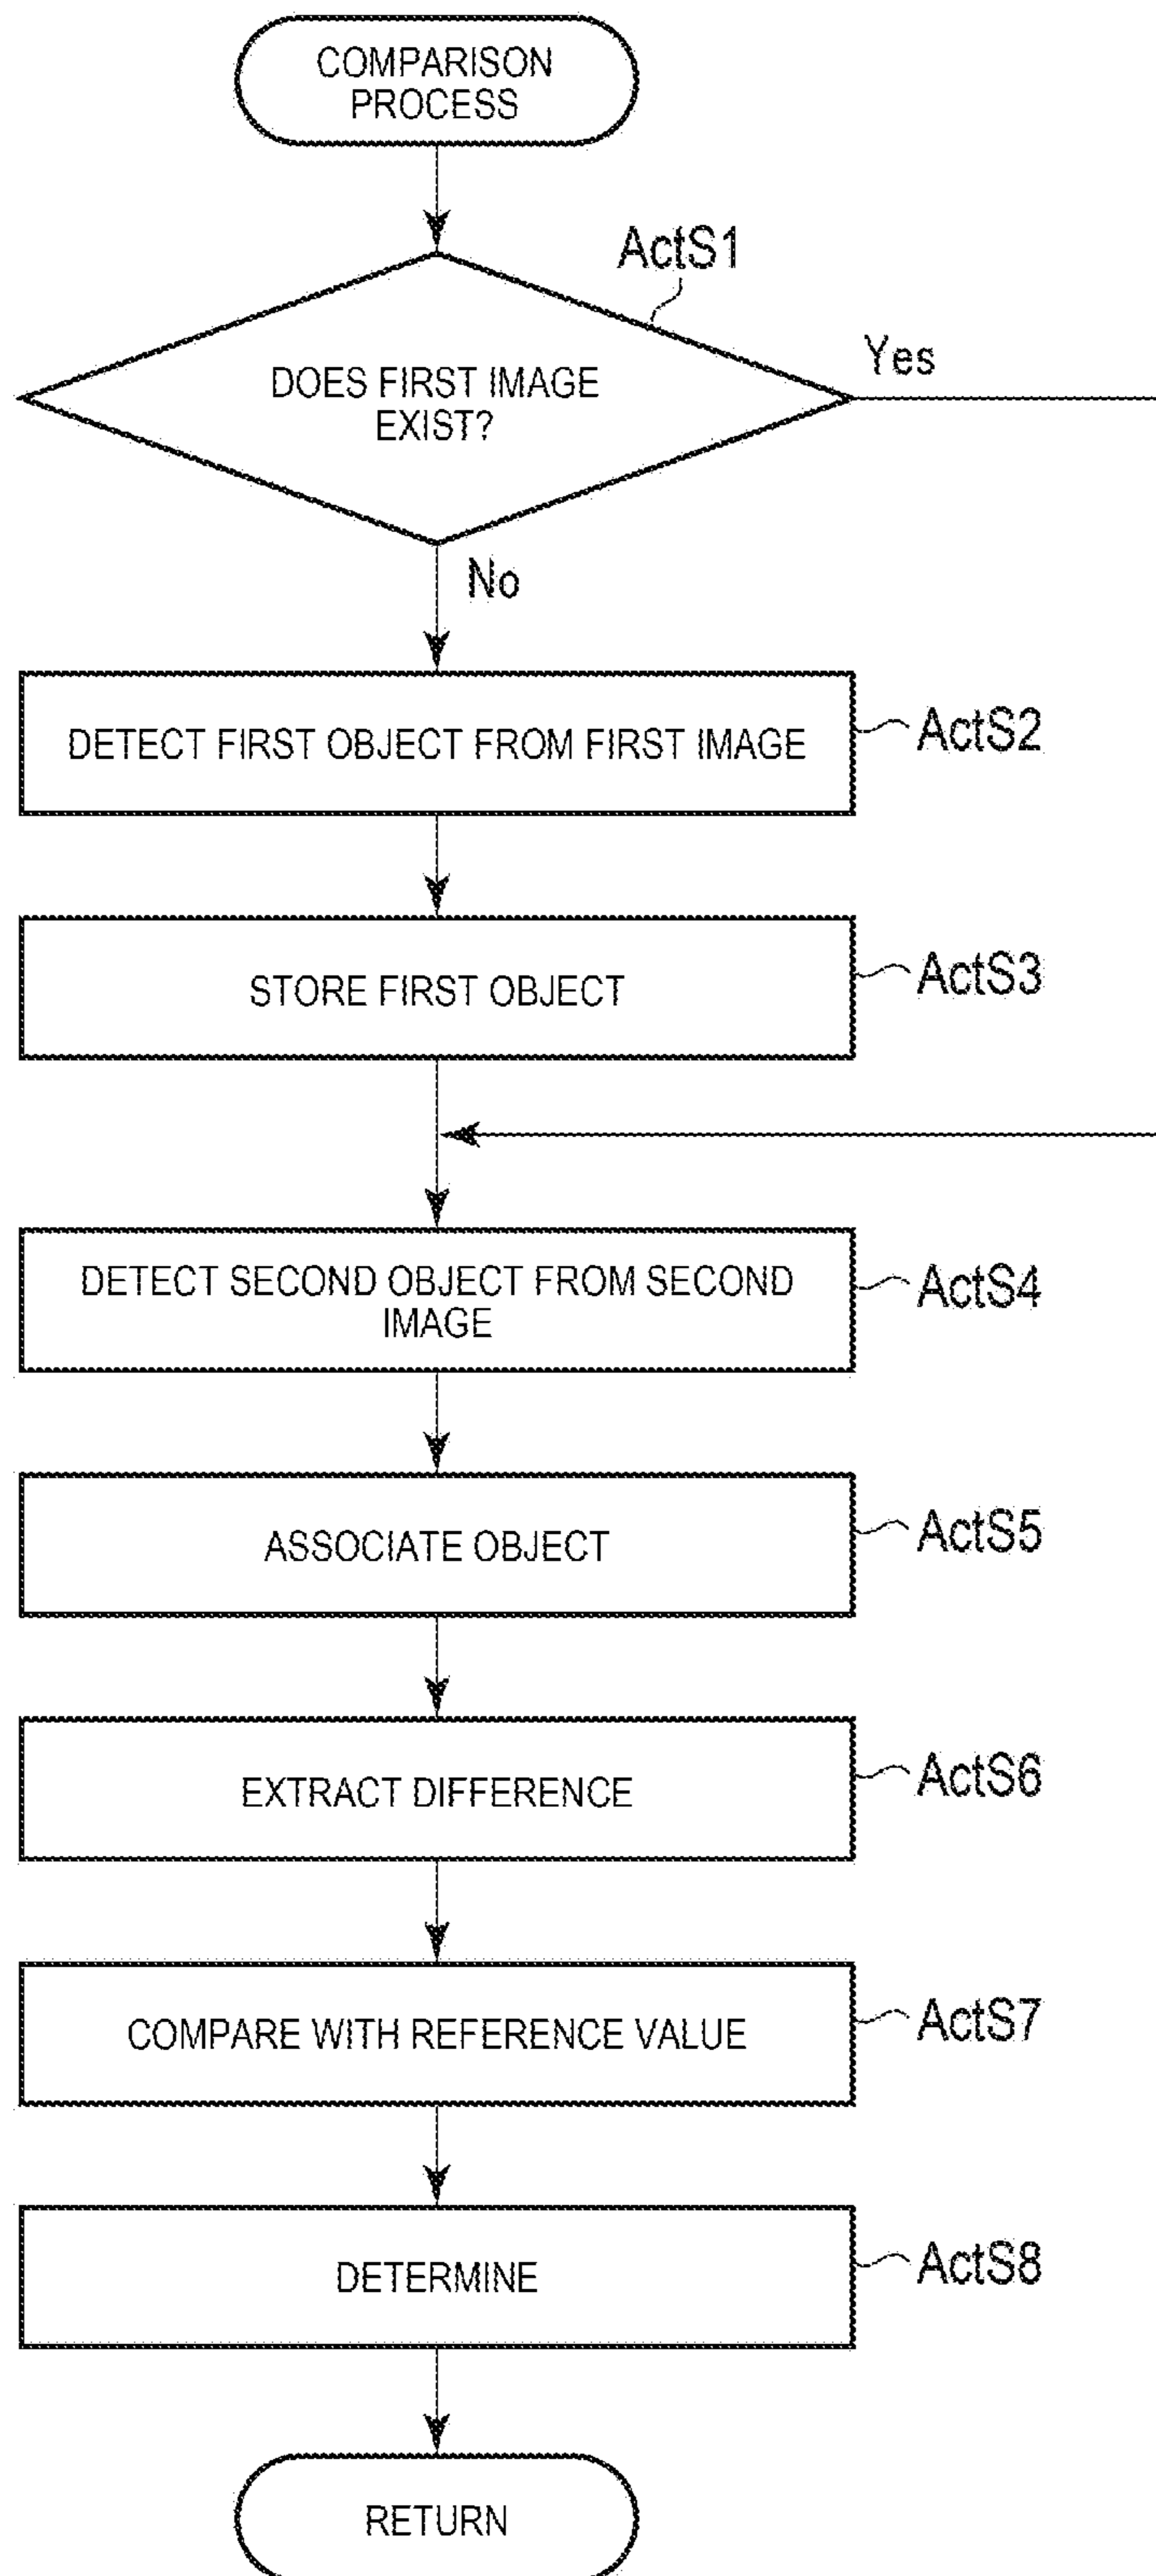 COMPARISON
PROCESS
ActS1
DOES FIRST IMAGE
EXIST?
Yes
No
DETECT FIRST OBJECT FROM FIRST IMAGE
ActS2
STORE FIRST OBJECT
ActS3
DETECT SECOND OBJECT FROM SECOND
IMAGE
ActS4
ASSOCIATE OBJECT
ActS5
EXTRACT DIFFERENCE
ActS6
COMPARE WITH REFERENCE VALUE
ActS7
DETERMINE
ActS8
RETURN